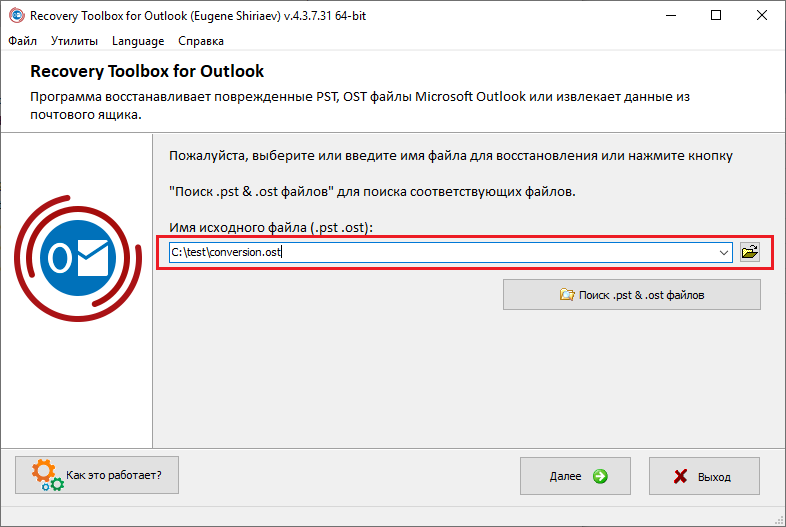 Recovery Toolbox for Outlook (Eugene Shiriaev) v.4.3.7.31 64-bit
Файл Утилиты Language Справка
Recovery Toolbox for Outlook
Программа восстанавливает поврежденные PST, OST файлы Microsoft Outlook или извлекает данные из
почтового ящика.
Пожалуйста, выберите или введите имя файла для восстановления или нажмите кнопку
"Поиск .pst & .ost файлов" для поиска соответствующих файлов.
Имя исходного файла (.pst .ost):
C:\test\conversion.ost
Поиск .pst & .ost файлов
Как это работает?
Далее
Выход